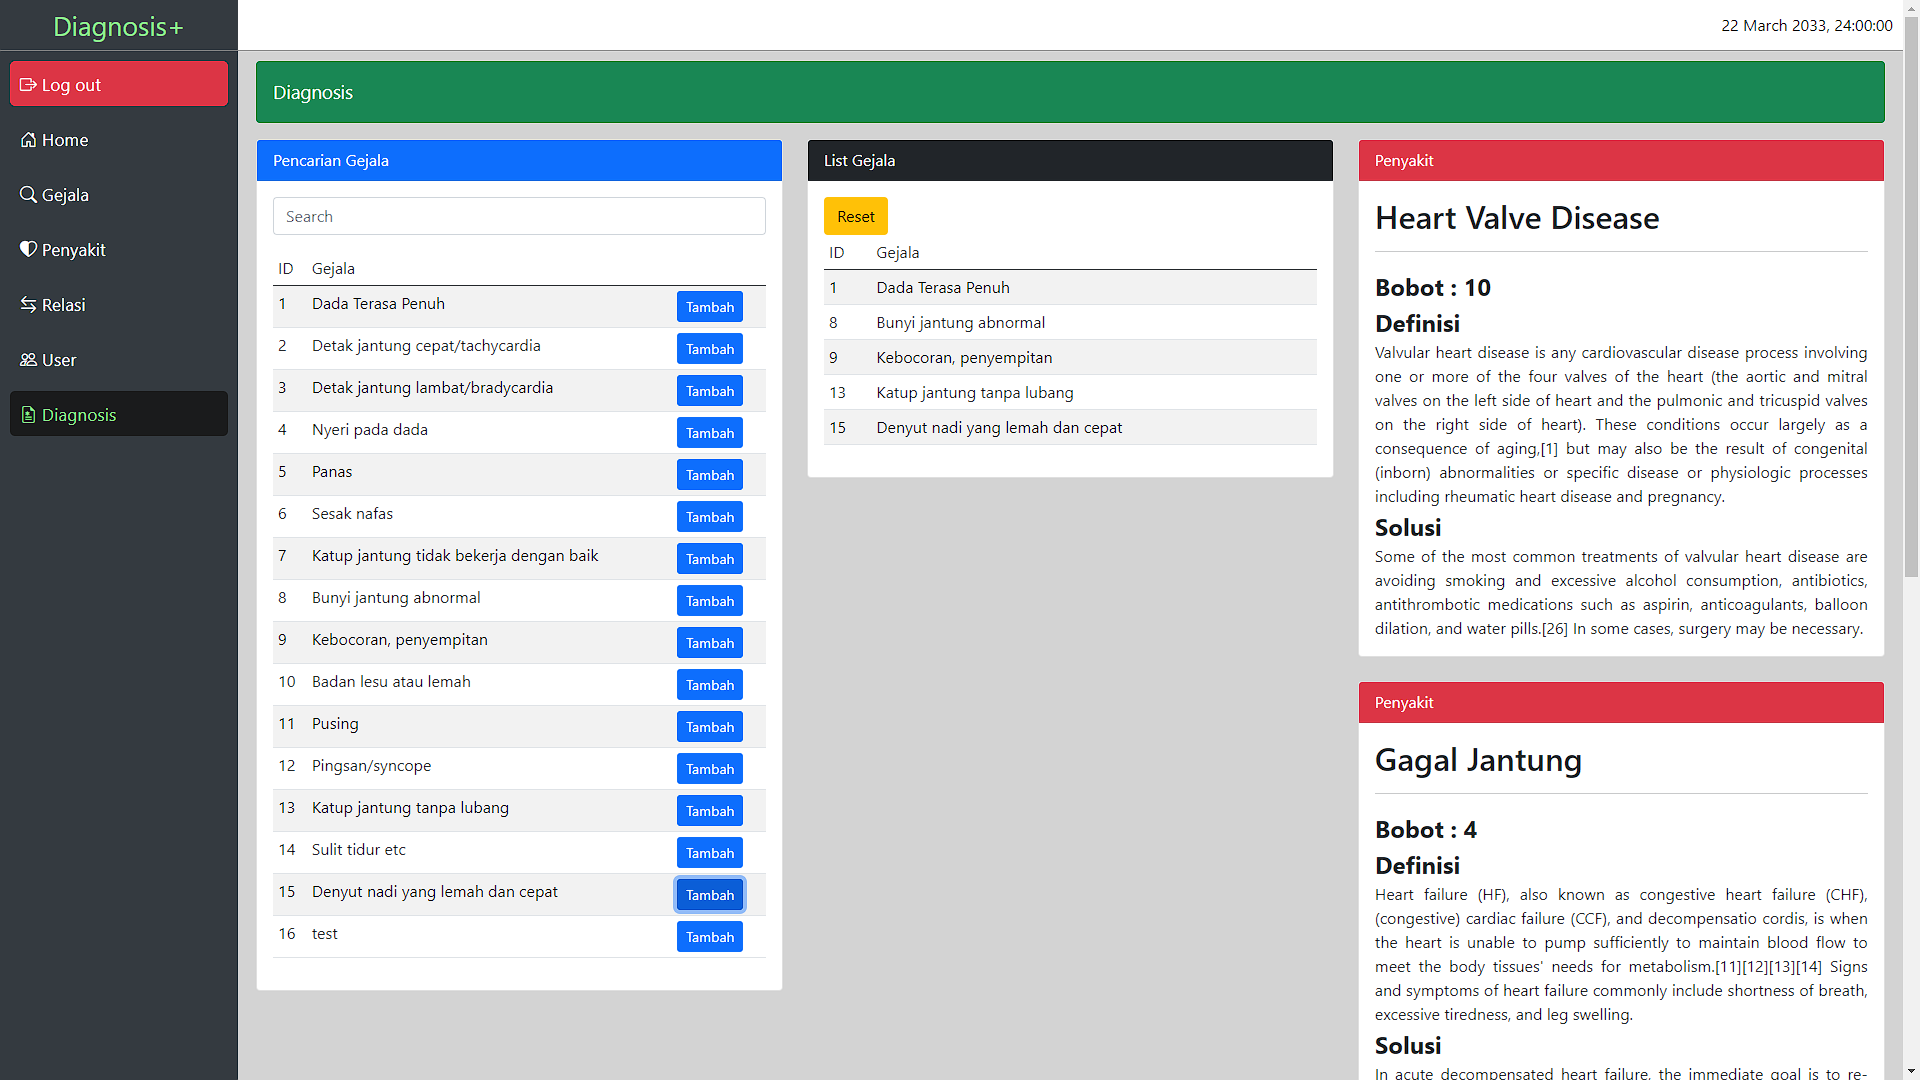 Diagnosis+
22 March 2033, 24:00:00
Log out
Home
Gejala
Penyakit
Relasi
User
Diagnosis
Diagnosis
Pencarian Gejala
Search
ID Gejala
1 Dada Terasa Penuh Tambah
2 Detak jantung cepat/tachycardia Tambah
3 Detak jantung lambat/bradycardia Tambah
4 Nyeri pada dada Tambah
5 Panas Tambah
6 Sesak nafas Tambah
7 Katup jantung tidak bekerja dengan baik Tambah
8 Bunyi jantung abnormal Tambah
9 Kebocoran, penyempitan Tambah
10 Badan lesu atau lemah Tambah
11 Pusing Tambah
12 Pingsan/syncope Tambah
13 Katup jantung tanpa lubang Tambah
14 Sulit tidur etc Tambah
15 Denyut nadi yang lemah dan cepat Tambah
16 test Tambah
List Gejala
Reset
ID Gejala
1 Dada Terasa Penuh
8 Bunyi jantung abnormal
9 Kebocoran, penyempitan
13 Katup jantung tanpa lubang
15 Denyut nadi yang lemah dan cepat
Penyakit
Heart Valve Disease
Bobot : 10
Definisi
Valvular heart disease is any cardiovascular disease process involving
one or more of the four valves of the heart (the aortic and mitral
valves on the left side of heart and the pulmonic and tricuspid valves
on the right side of heart). These conditions occur largely as a
consequence of aging,[1] but may also be the result of congenital
(inborn) abnormalities or specific disease or physiologic processes
including rheumatic heart disease and pregnancy.
Solusi
Some of the most common treatments of valvular heart disease are
avoiding smoking and excessive alcohol consumption, antibiotics,
antithrombotic medications such as aspirin, anticoagulants, balloon
dilation, and water pills.[26] In some cases, surgery may be necessary.
Penyakit
Gagal Jantung
Bobot : 4
Definisi
Heart failure (HF), also known as congestive heart failure (CHF),
(congestive) cardiac failure (CCF), and decompensatio cordis, is when
the heart is unable to pump sufficiently to maintain blood flow to
meet the body tissues' needs for metabolism.[11][12][13][14] Signs
and symptoms of heart failure commonly include shortness of breath,
excessive tiredness, and leg swelling.
Solusi
In acute decompensated heart failure, the immediate goal is to re-